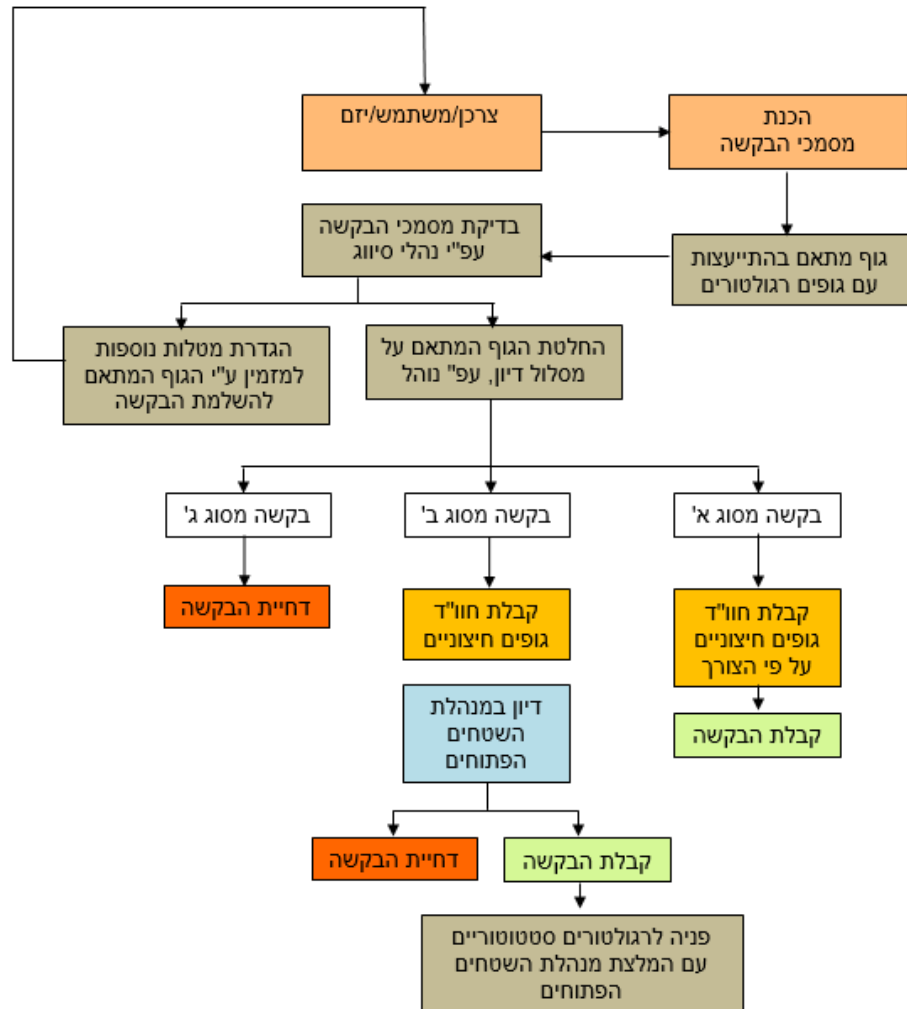 צרכן/משתמש/יזם
הכנת
מסמכי הבקשה
גוף מתאם בהתייעצות
עם גופים רגולטורים
בדיקת מסמכי הבקשה
עפ"י נהלי סיווג
החלטת הגוף המתאם על
מסלול דיון, עפ" נוהל
הגדרת מטלות נוספות
למזמין ע"י הגוף המתאם
להשלמת הבקשה
בקשה מסוג א'
בקשה מסוג ב'
בקשה מסוג ג'
קבלת חוו"ד
גופים חיצוניים
על פי הצורך
קבלת חוו"ד
גופים חיצוניים
דחיית הבקשה
קבלת הבקשה
דיון במנהלת
השטחים
הפתוחים
קבלת הבקשה
דחיית הבקשה
פניה לרגולטורים סטטוטוריים
עם המלצת מנהלת השטחים
הפתוחים